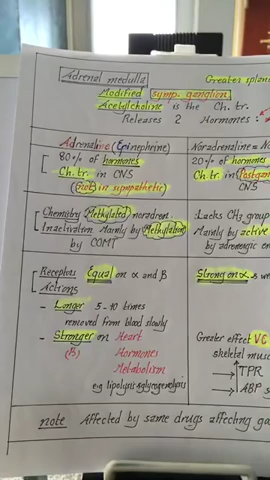 Adrenal medulla
Greater splan
Modified symp. ganglion
Acetylcholine is the Ch. tr.
Releases 2 Hormones:
Adrenaline (Epinephrine)
80% of hormones
Ch. tr in CNS
(Not in sympathetic)
Noradrenaline = N
20% of hormones
Ch. tr in (Postgan
CNS
Chemistry Methylated noradren.
Inactivation Mainly by Methylation
by COMT
Lacks CH3 group
Mainly by active
by adrenergic
Receptors Equal on α and β
Actions
- Longer 5-10 times
removed from blood slowly
- Stronger on Heart
(β) Hormones
Metabolism
e.g lipolysis, glycogenolysis
Strong on α, s we
Greater effect VC
skeletal musc
→ TPR
→ ABP s
note Affected by same drugs affecting ga